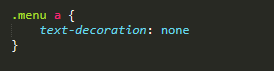 .menu a {
    text-decoration: none
}